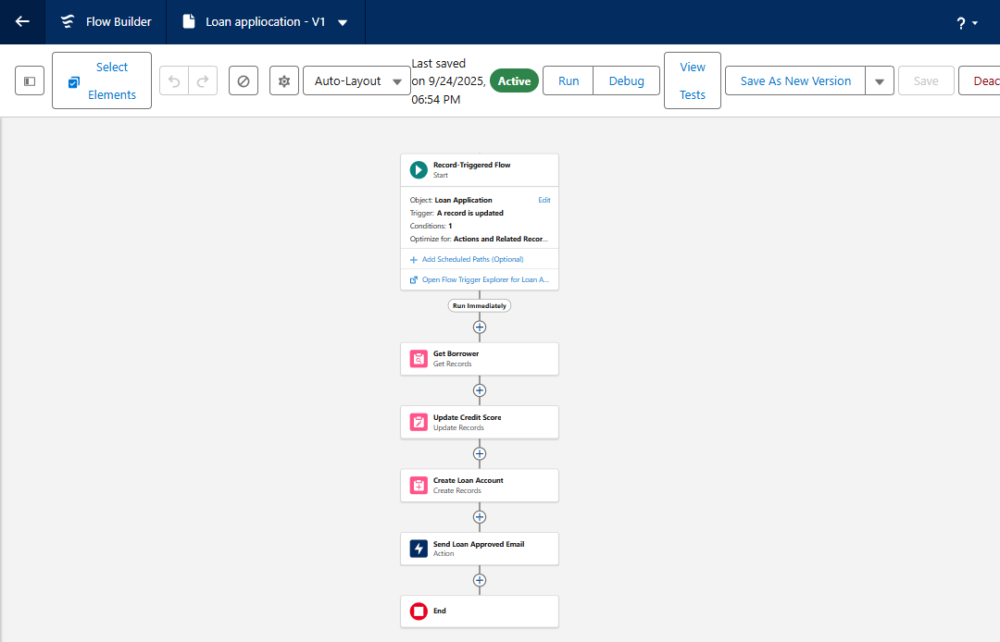 Flow Builder
Loan appliocation - V1
?
Select
Elements
Auto-Layout
Last saved
on 9/24/2025,
06:54 PM
Active
Run
Debug
View
Tests
Save As New Version
Save
Deac
Record-Triggered Flow
Start
Object: Loan Application Edit
Trigger: A record is updated
Conditions: 1
Optimize for: Actions and Related Recor...
Add Scheduled Paths (Optional)
Open Flow Trigger Explorer for Loan A...
Run Immediately
Get Borrower
Get Records
Update Credit Score
Update Records
Create Loan Account
Create Records
Send Loan Approved Email
Action
End